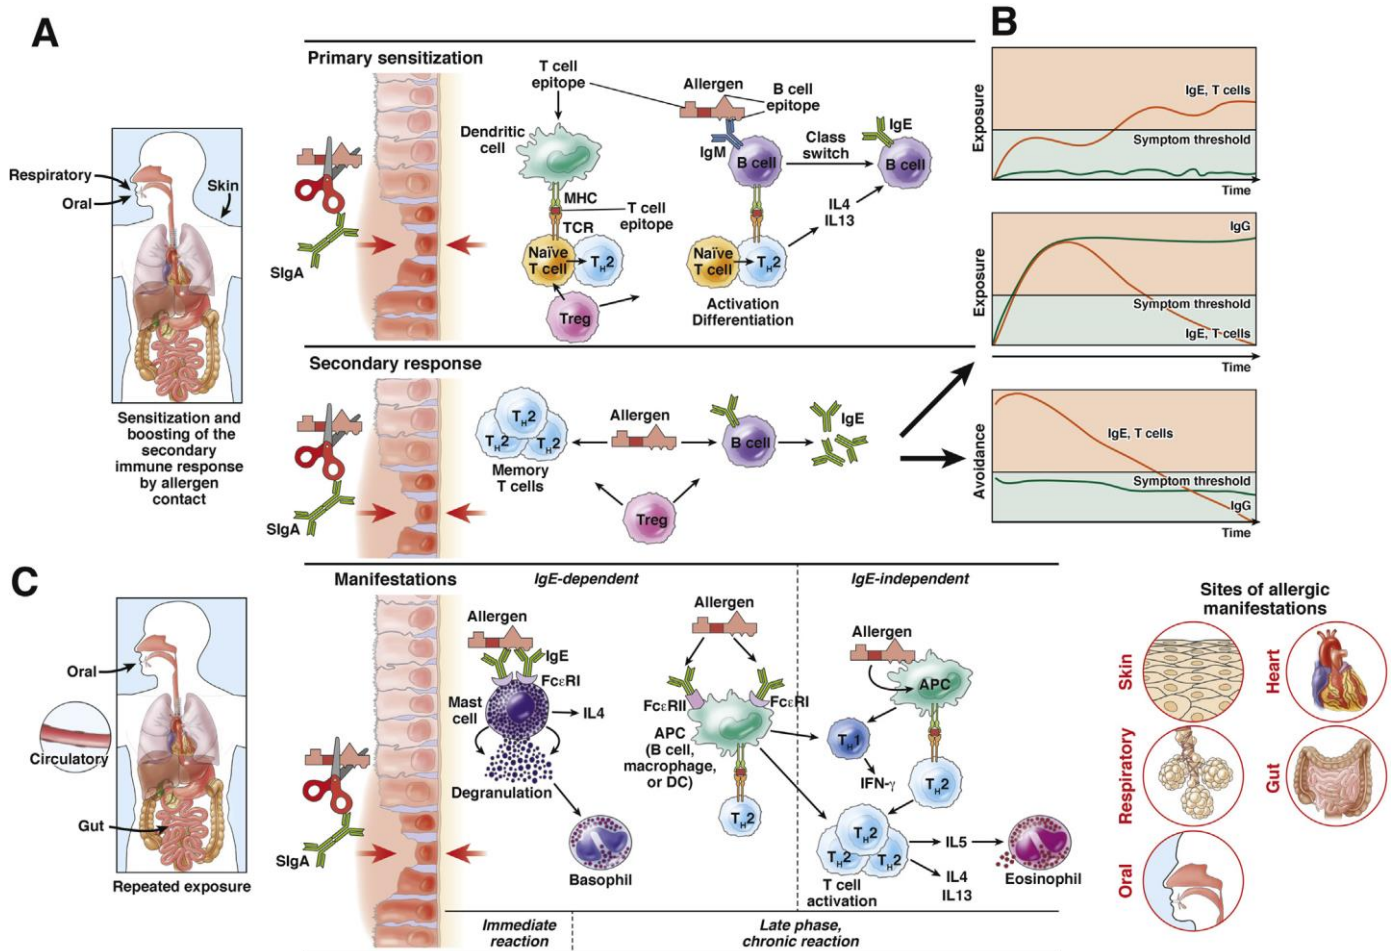 A
Respiratory
Oral
Skin
Sensitization and
boosting of the
secondary
immune response
by allergen
contact
Primary sensitization
SIgA
T cell
epitope
Dendritic
cell
MHC
T cell
epitope
TCR
Naïve
T cell
TH2
Treg
Allergen
B cell
epitope
IgM
B cell
Class
switch
IgE
B cell
IL4
IL13
Naïve
T cell
TH2
Activation
Differentiation
Secondary response
SIgA
TH2
TH2
TH2
Memory
T cells
Allergen
B cell
IgE
Treg
B
Exposure
IgE, T cells
Symptom threshold
Time
Exposure
IgG
Symptom threshold
IgE, T cells
Time
Avoidance
IgE, T cells
Symptom threshold
IgG
Time
C
Oral
Circulatory
Gut
Repeated exposure
Manifestations
IgE-dependent
IgE-independent
SIgA
Allergen
IgE
FcεRI
Mast
cell
IL4
Degranulation
Basophil
Allergen
FcεRII
FcεRI
APC
(B cell,
macrophage,
or DC)
TH2
Allergen
APC
TH1
IFN-γ
TH2
TH2
TH2
TH2
T cell
activation
IL5
IL4
IL13
Eosinophil
Immediate
reaction
Late phase,
chronic reaction
Sites of allergic
manifestations
Skin
Heart
Respiratory
Gut
Oral